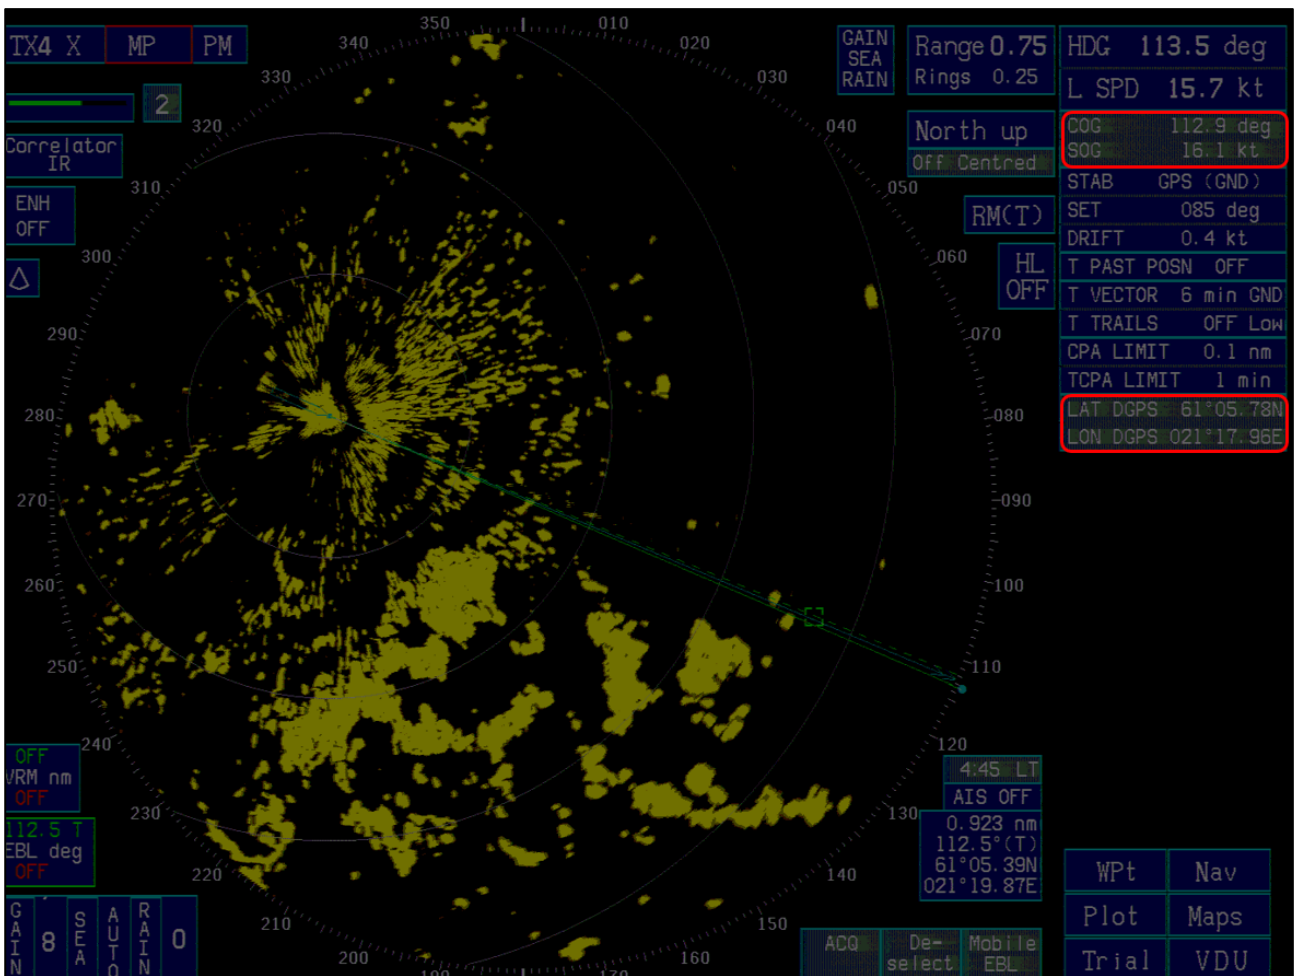 TX4 X
MP
PM
2
Correlator
IR
ENH
OFF
350
010
340
020
330
030
320
040
310
050
300
060
290
070
280
080
270
090
260
100
250
110
240
120
230
130
220
140
210
150
200
160
190
180
170
GAIN
SEA
RAIN
Range 0.75
Rings 0.25
North up
Off Centred
RM(T)
HL
OFF
HDG 113.5 deg
L SPD 15.7 kt
COG 112.9 deg
SOG 16.1 kt
STAB GPS (GND)
SET 085 deg
DRIFT 0.4 kt
T PAST POSN OFF
T VECTOR 6 min GND
T TRAILS OFF Low
CPA LIMIT 0.1 nm
TCPA LIMIT 1 min
LAT DGPS 61°05.78N
LON DGPS 021°17.96E
OFF
VRM nm
OFF
112.5 T
EBL deg
OFF
GAIN
8
SEA
AUTO
RAIN
0
4:45 LT
AIS OFF
0.923 nm
112.5°(T)
61°05.39N
021°19.87E
ACQ
De-
select
Mobile
EBL
WPt
Nav
Plot
Maps
Trial
VDU